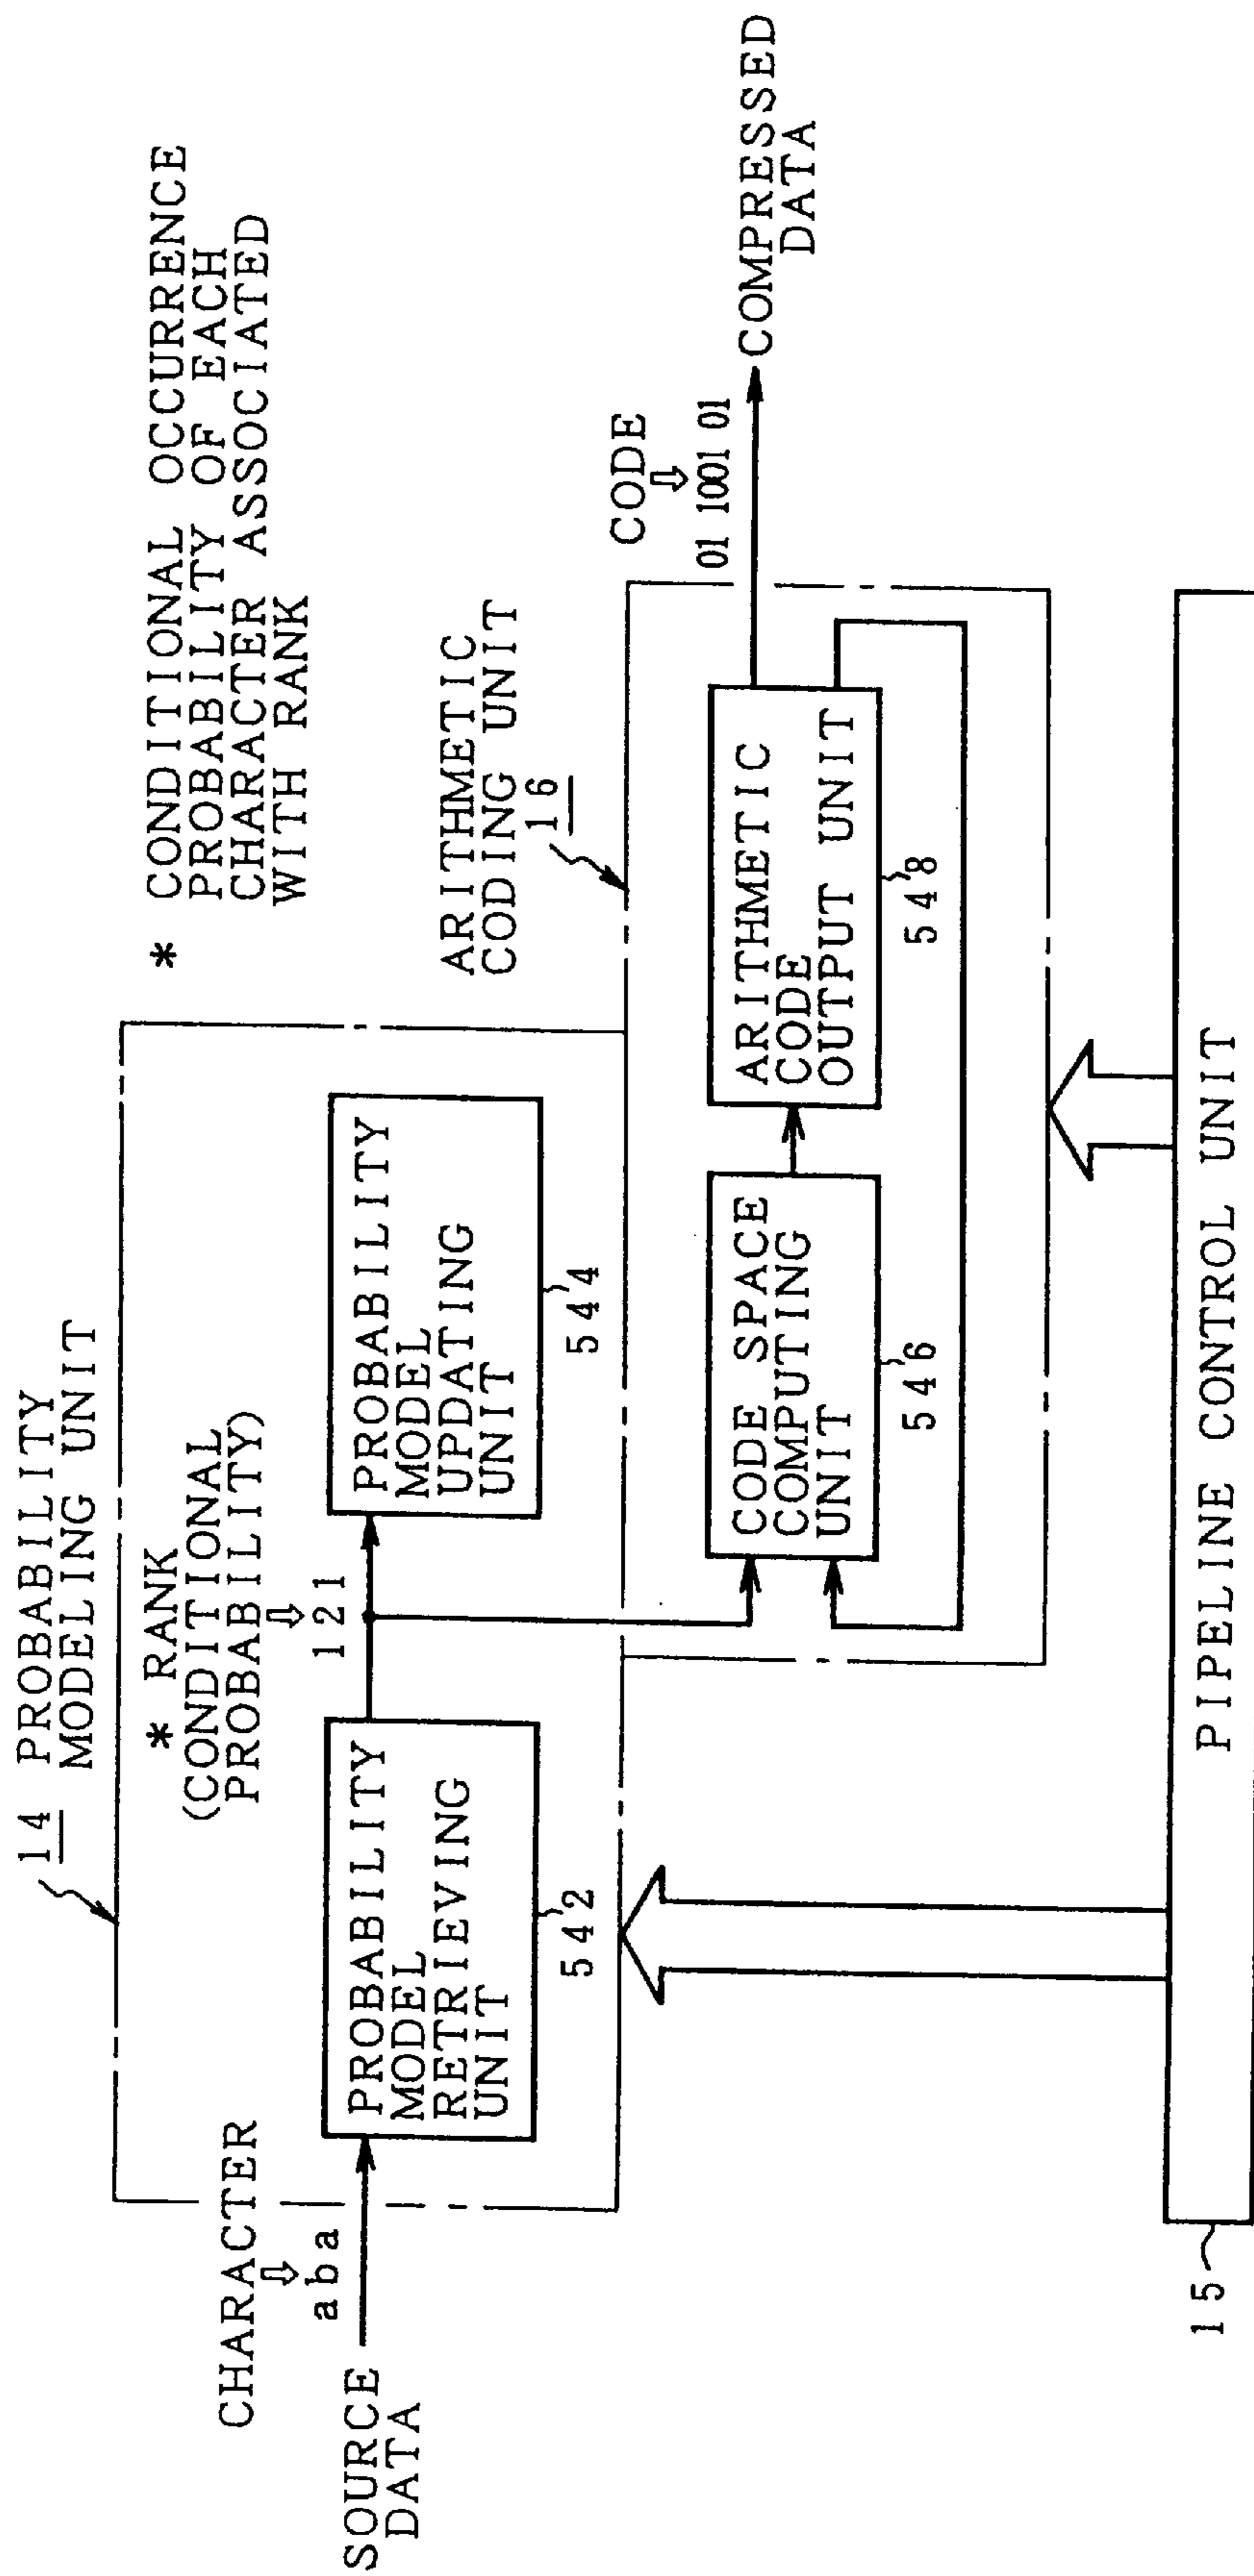 14 PROBABILITY
MODELING UNIT
* RANK
(CONDITIONAL
PROBABILITY)
⇩
121
* CONDITIONAL OCCURRENCE
PROBABILITY OF EACH
CHARACTER ASSOCIATED
WITH RANK
CHARACTER
⇩
aba
SOURCE
DATA
PROBABILITY
MODEL
RETRIEVING
UNIT
542
PROBABILITY
MODEL
UPDATING
UNIT
544
ARITHMETIC
CODING UNIT
16
CODE SPACE
COMPUTING
UNIT
546
ARITHMETIC
CODE
OUTPUT UNIT
548
CODE
⇩
01 1001 01
COMPRESSED
DATA
15
PIPELINE CONTROL UNIT